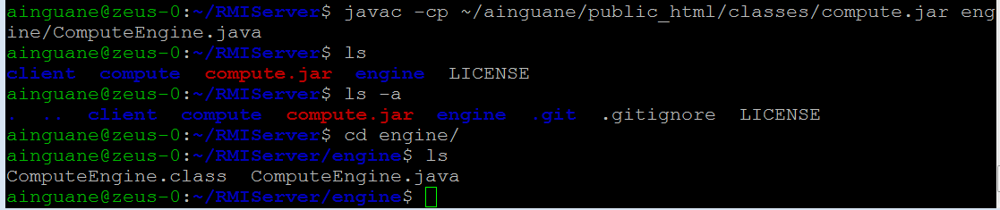 ainguane@zeus-0:~/RMIServer$ javac -cp ~/ainguane/public_html/classes/compute.jar eng
ine/ComputeEngine.java
ainguane@zeus-0:~/RMIServer$ ls
client  compute  compute.jar  engine  LICENSE
ainguane@zeus-0:~/RMIServer$ ls -a
.  ..  client  compute  compute.jar  engine  .git  .gitignore  LICENSE
ainguane@zeus-0:~/RMIServer$ cd engine/
ainguane@zeus-0:~/RMIServer/engine$ ls
ComputeEngine.class  ComputeEngine.java
ainguane@zeus-0:~/RMIServer/engine$